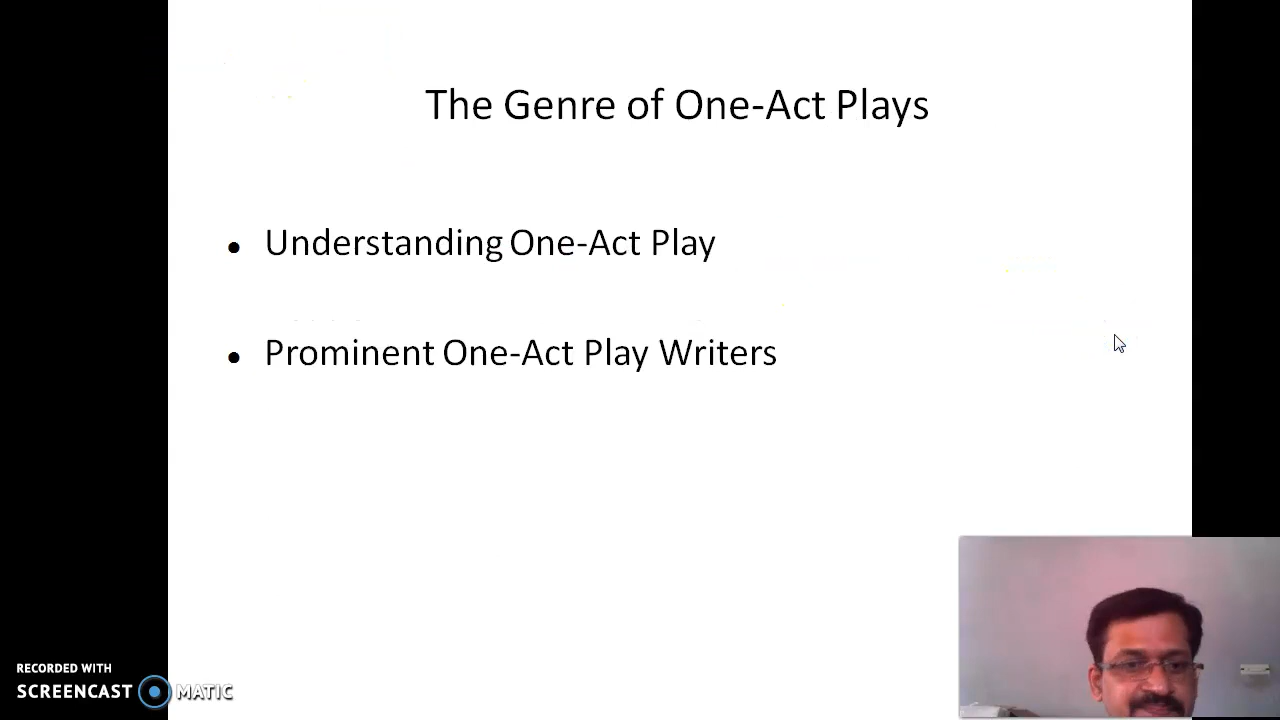 The Genre of One-Act Plays
• Understanding One-Act Play
• Prominent One-Act Play Writers
RECORDED WITH
SCREENCAST MATIC